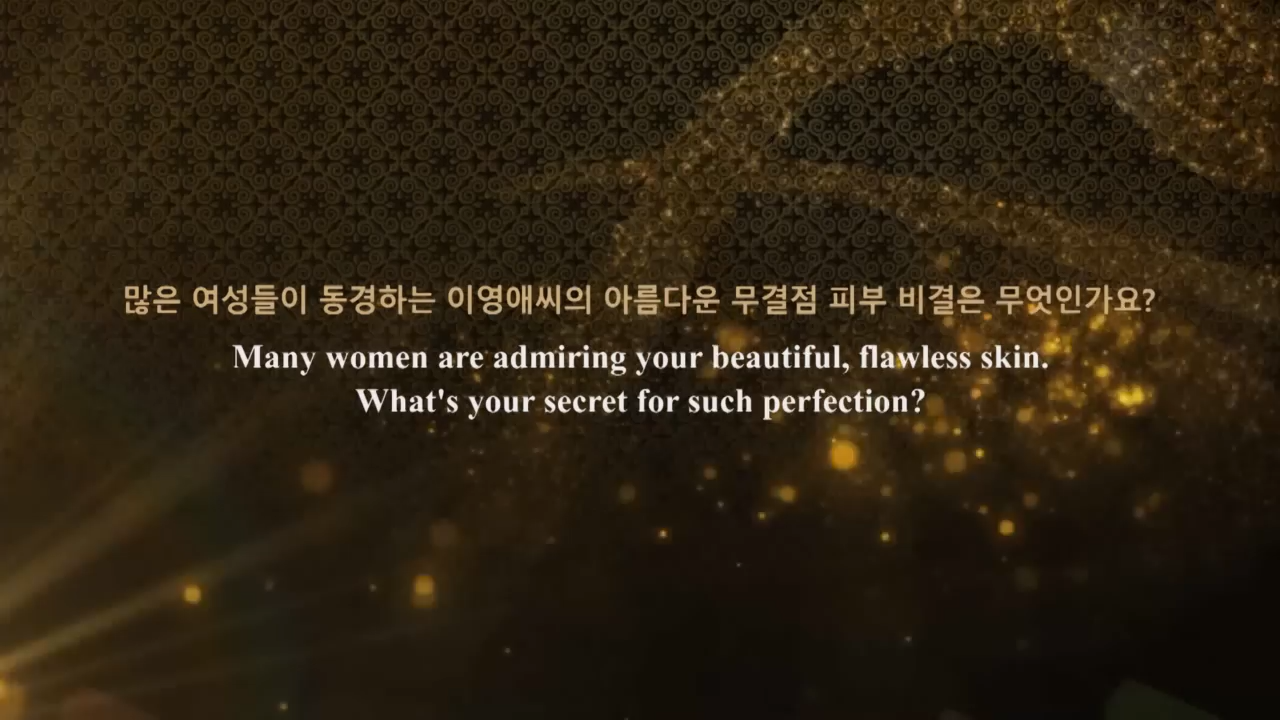 많은 여성들이 동경하는 이영애씨의 아름다운 무결점 피부 비결은 무엇인가요?
Many women are admiring your beautiful, flawless skin.
What's your secret for such perfection?